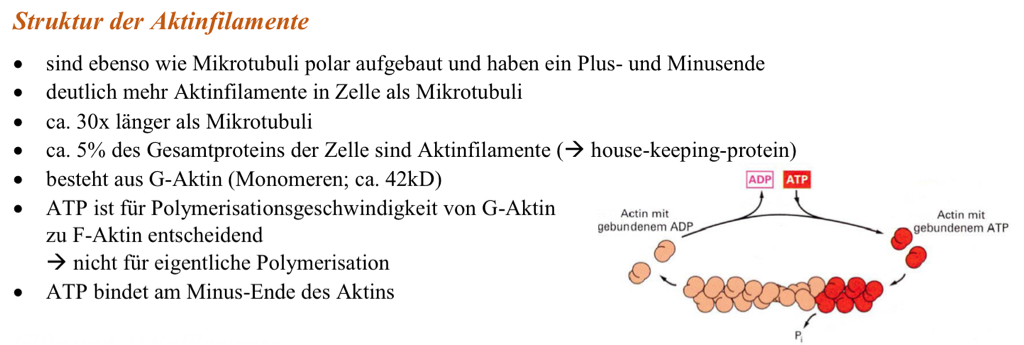 Struktur der Aktinfilamente
• sind ebenso wie Mikrotubuli polar aufgebaut und haben ein Plus- und Minusende
• deutlich mehr Aktinfilamente in Zelle als Mikrotubuli
• ca. 30x länger als Mikrotubuli
• ca. 5% des Gesamtproteins der Zelle sind Aktinfilamente (→ house-keeping-protein)
• besteht aus G-Aktin (Monomeren; ca. 42kD)
• ATP ist für Polymerisationsgeschwindigkeit von G-Aktin
zu F-Aktin entscheidend
→ nicht für eigentliche Polymerisation
• ATP bindet am Minus-Ende des Aktins
ADP ATP
Actin mit
gebundenem ADP
Actin mit
gebundenem ATP
Pi